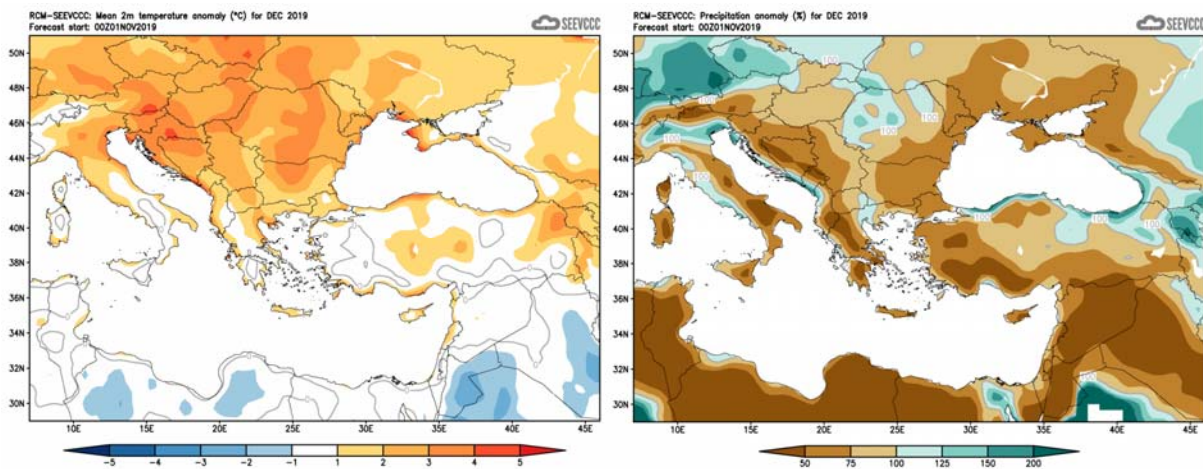 RCM-SEEVCCC: Mean 2m temperature anomaly (°C) for DEC 2019
Forecast start: 00Z01NOV2019
SEEVCCC
50N
48N
46N
44N
42N
40N
38N
36N
34N
32N
30N
10E 15E 20E 25E 30E 35E 40E 45E
-5 -4 -3 -2 -1 1 2 3 4 5
RCM-SEEVCCC: Precipitation anomaly (%) for DEC 2019
Forecast start: 00Z01NOV2019
SEEVCCC
50N
48N
46N
44N
42N
40N
38N
36N
34N
32N
30N
100
100
100
100
100
100
100
100
10E 15E 20E 25E 30E 35E 40E 45E
50 75 100 125 150 200